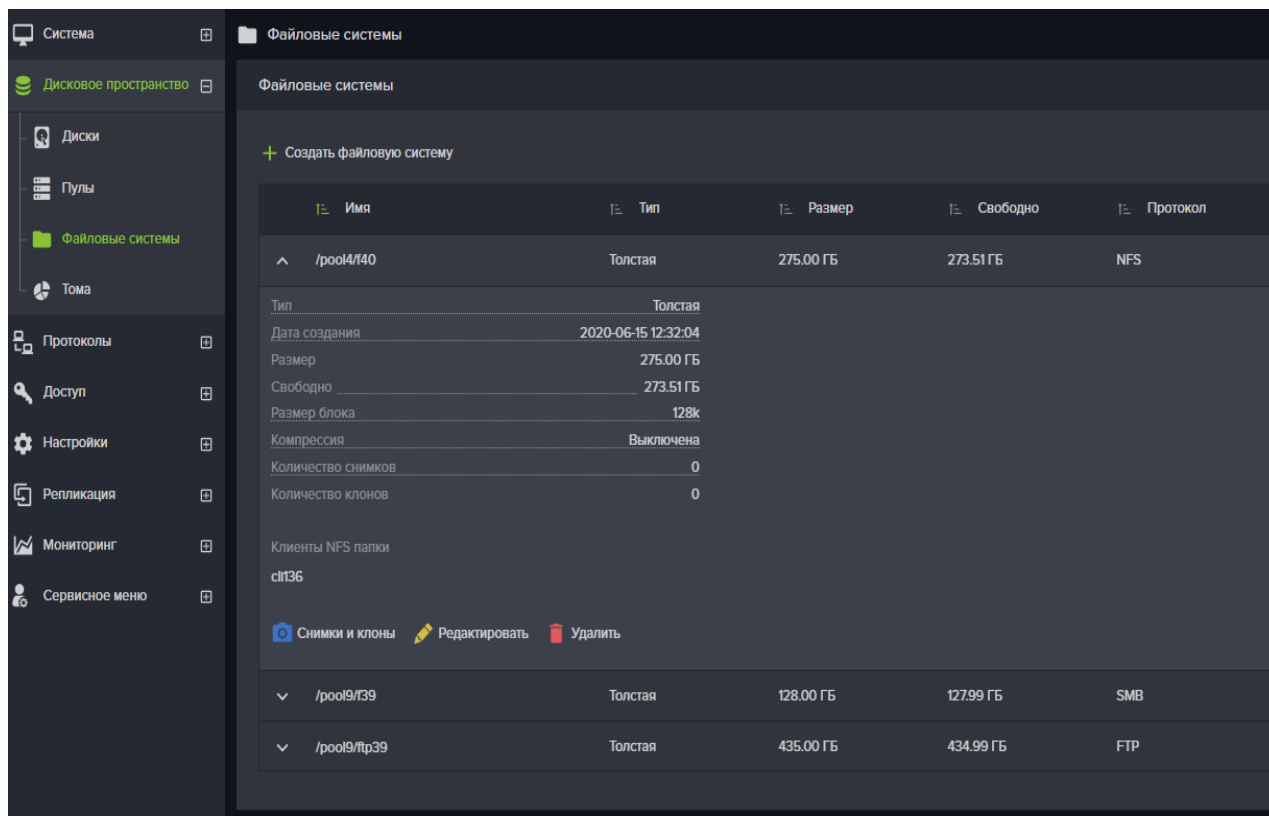 Система
Дисковое пространство
Диски
Пулы
Файловые системы
Тома
Протоколы
Доступ
Настройки
Репликация
Мониторинг
Сервисное меню
Файловые системы
Файловые системы
Создать файловую систему
Имя Тип Размер Свободно Протокол
/pool4/f40 Толстая 275.00 ГБ 273.51 ГБ NFS
Тип Толстая
Дата создания 2020-06-15 12:32:04
Размер 275.00 ГБ
Свободно 273.51 ГБ
Размер блока 128k
Компрессия Выключена
Количество снимков 0
Количество клонов 0
Клиенты NFS папки
cli136
Снимки и клоны Редактировать Удалить
/pool9/f39 Толстая 128.00 ГБ 127.99 ГБ SMB
/pool9/ftp39 Толстая 435.00 ГБ 434.99 ГБ FTP